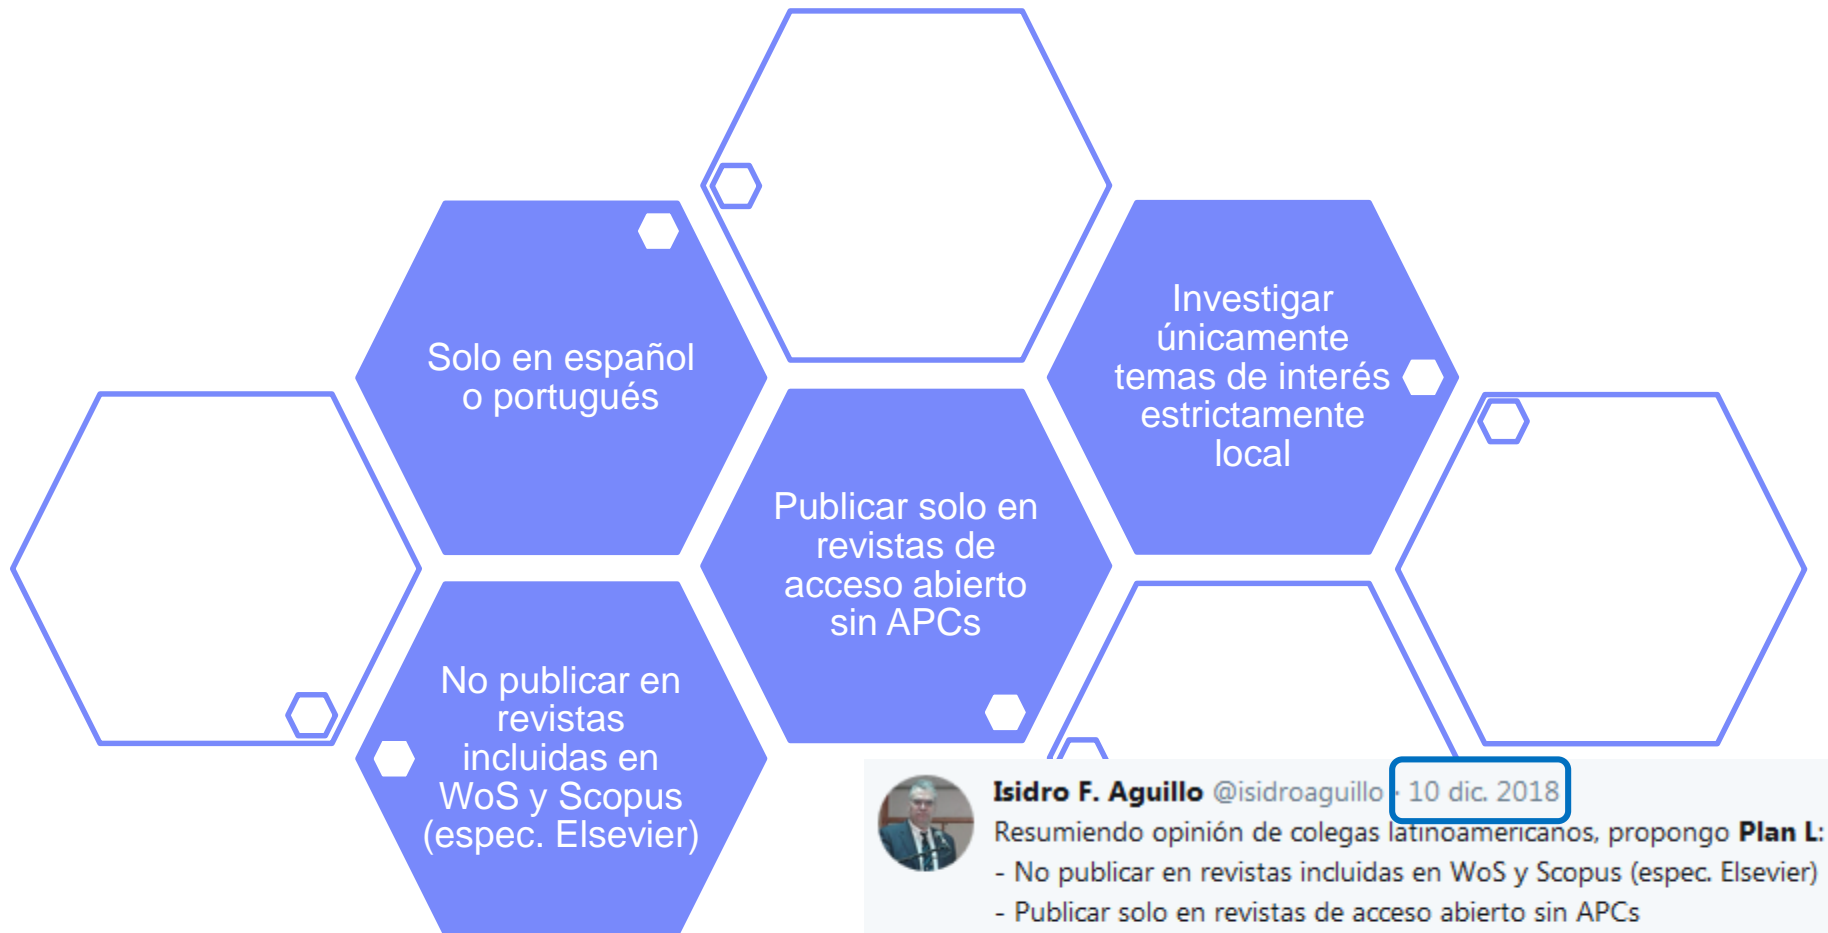 Solo en español
o portugués
Investigar
únicamente
temas de interés
estrictamente
local
Publicar solo en
revistas de
acceso abierto
sin APCs
No publicar en
revistas
incluidas en
WoS y Scopus
(espec. Elsevier)
Isidro F. Aguillo @isidroaguillo · 10 dic. 2018
Resumiendo opinión de colegas latinoamericanos, propongo Plan L:
- No publicar en revistas incluidas en WoS y Scopus (espec. Elsevier)
- Publicar solo en revistas de acceso abierto sin APCs